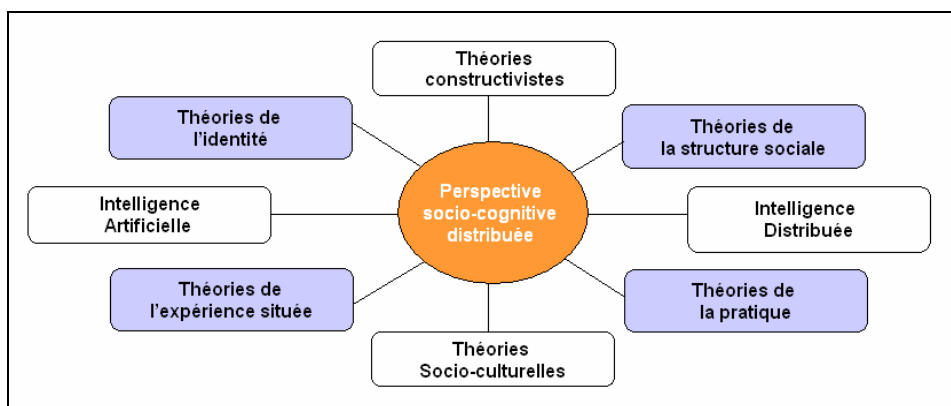 Théories
constructivistes
Théories de
l'identité
Théories de
la structure sociale
Intelligence
Artificielle
Perspective
socio-cognitive
distribuée
Intelligence
Distribuée
Théories de
l'expérience située
Théories de
la pratique
Théories
Socio-culturelles